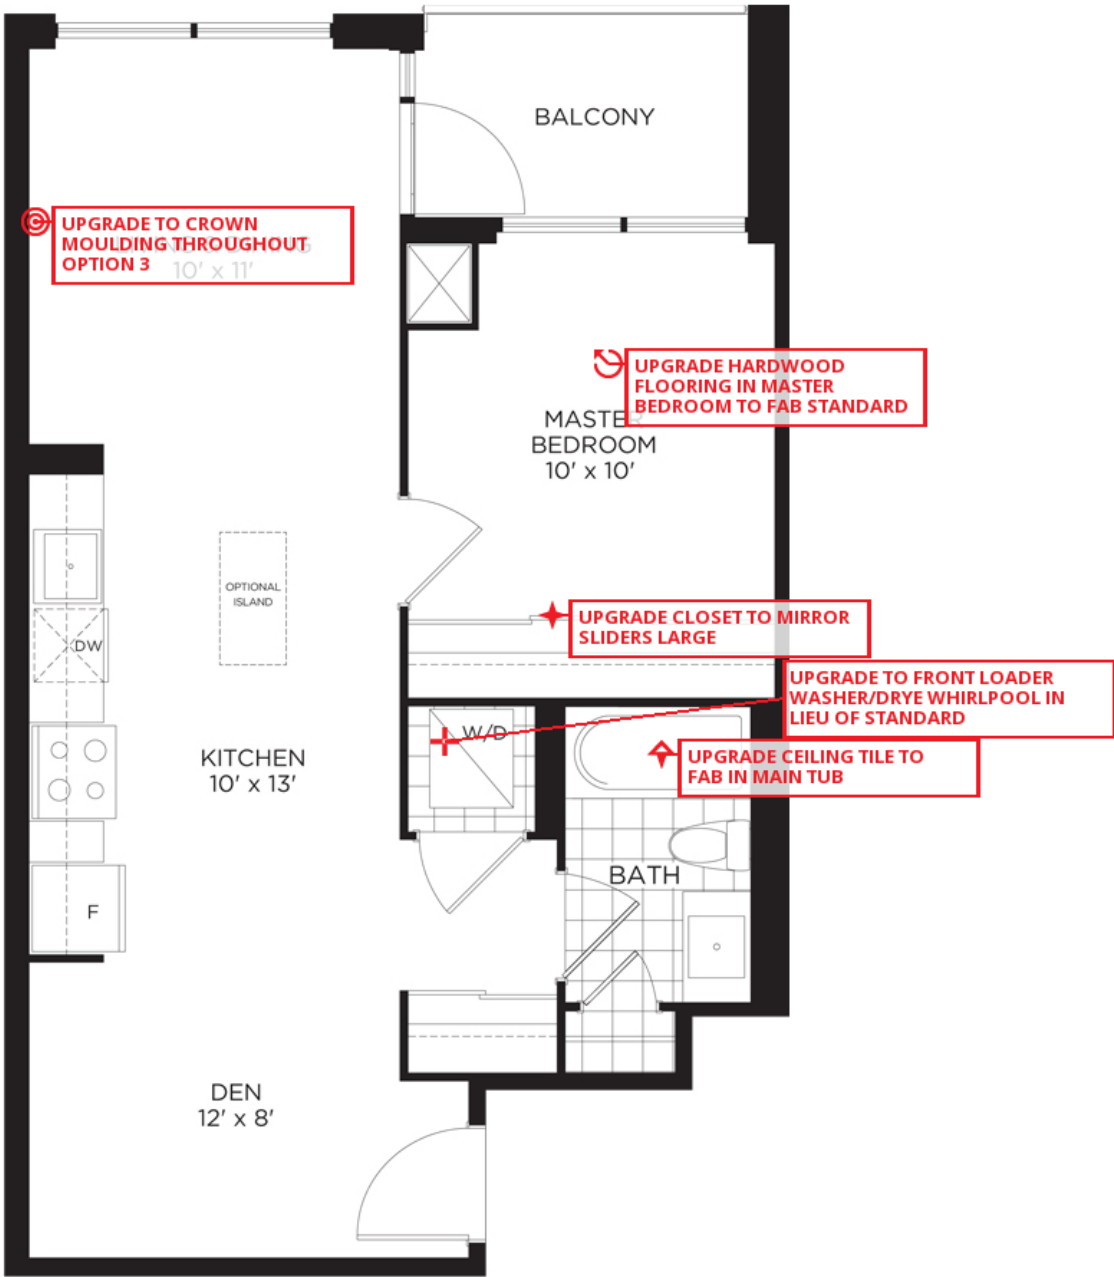 BALCONY
UPGRADE TO CROWN
MOULDING THROUGHOUT
OPTION 3
10' x 11'
UPGRADE HARDWOOD
FLOORING IN MASTER
BEDROOM TO FAB STANDARD
MASTER
BEDROOM
10' x 10'
OPTIONAL
ISLAND
DW
UPGRADE CLOSET TO MIRROR
SLIDERS LARGE
UPGRADE TO FRONT LOADER
WASHER/DRYE WHIRLPOOL IN
LIEU OF STANDARD
W/D
UPGRADE CEILING TILE TO
FAB IN MAIN TUB
KITCHEN
10' x 13'
BATH
F
DEN
12' x 8'